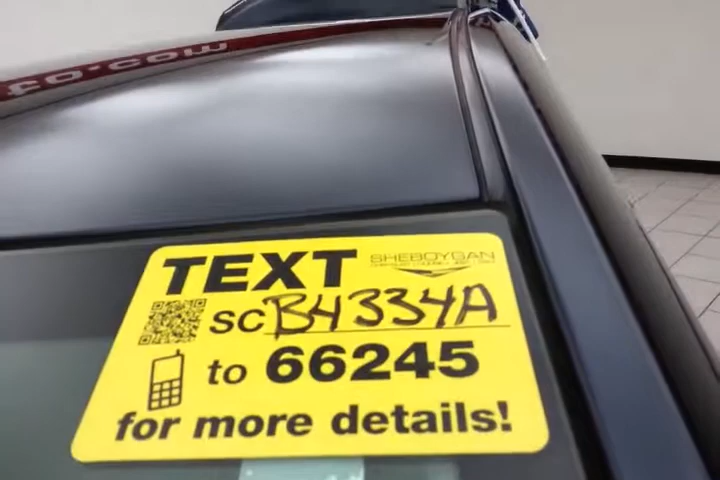 TEXT
SHEBOYGAN
SCB4334A
to 66245
for more details!